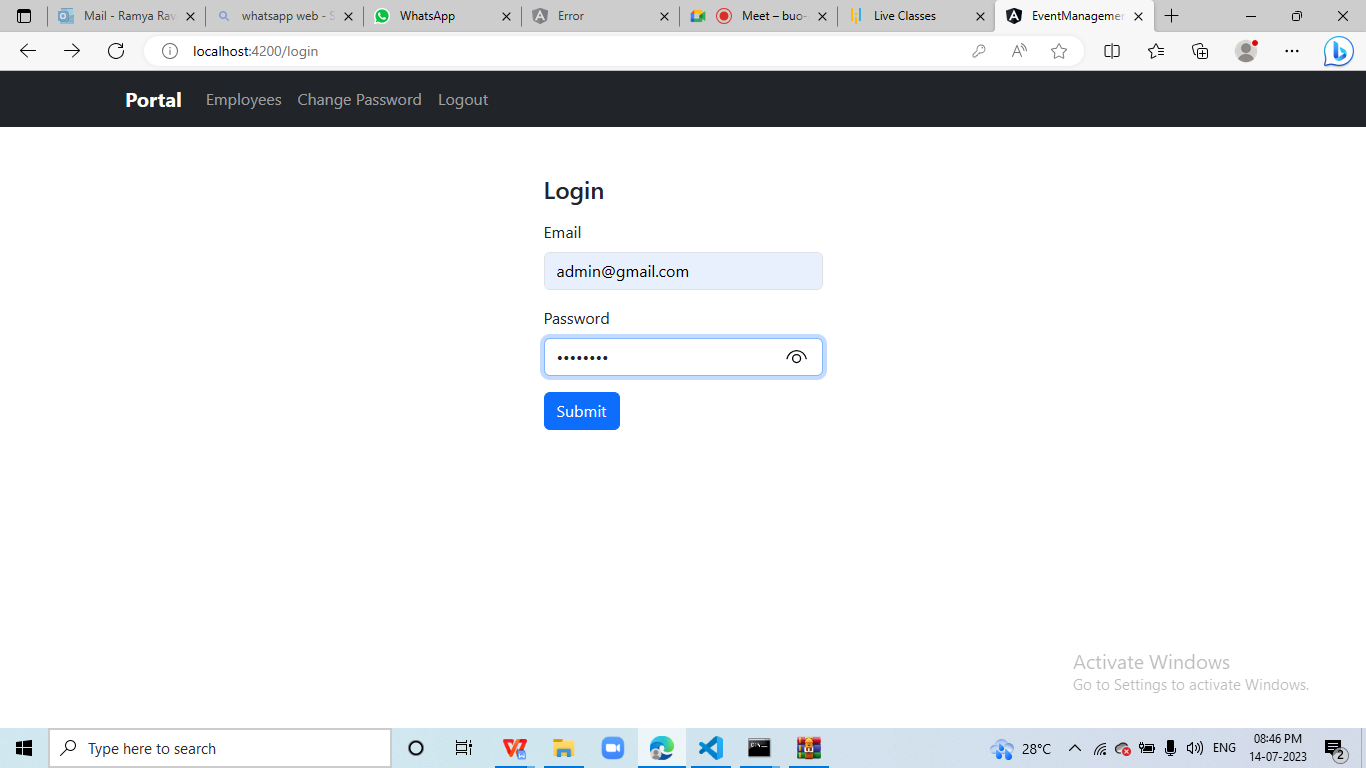 Mail - Ramya Rav
whatsapp web - S
WhatsApp
Error
Meet – buo-
Live Classes
EventManagemen
localhost:4200/login
Portal
Employees
Change Password
Logout
Login
Email
admin@gmail.com
Password
••••••••
Submit
Activate Windows
Go to Settings to activate Windows.
Type here to search
28°C
ENG
08:46 PM
14-07-2023
2